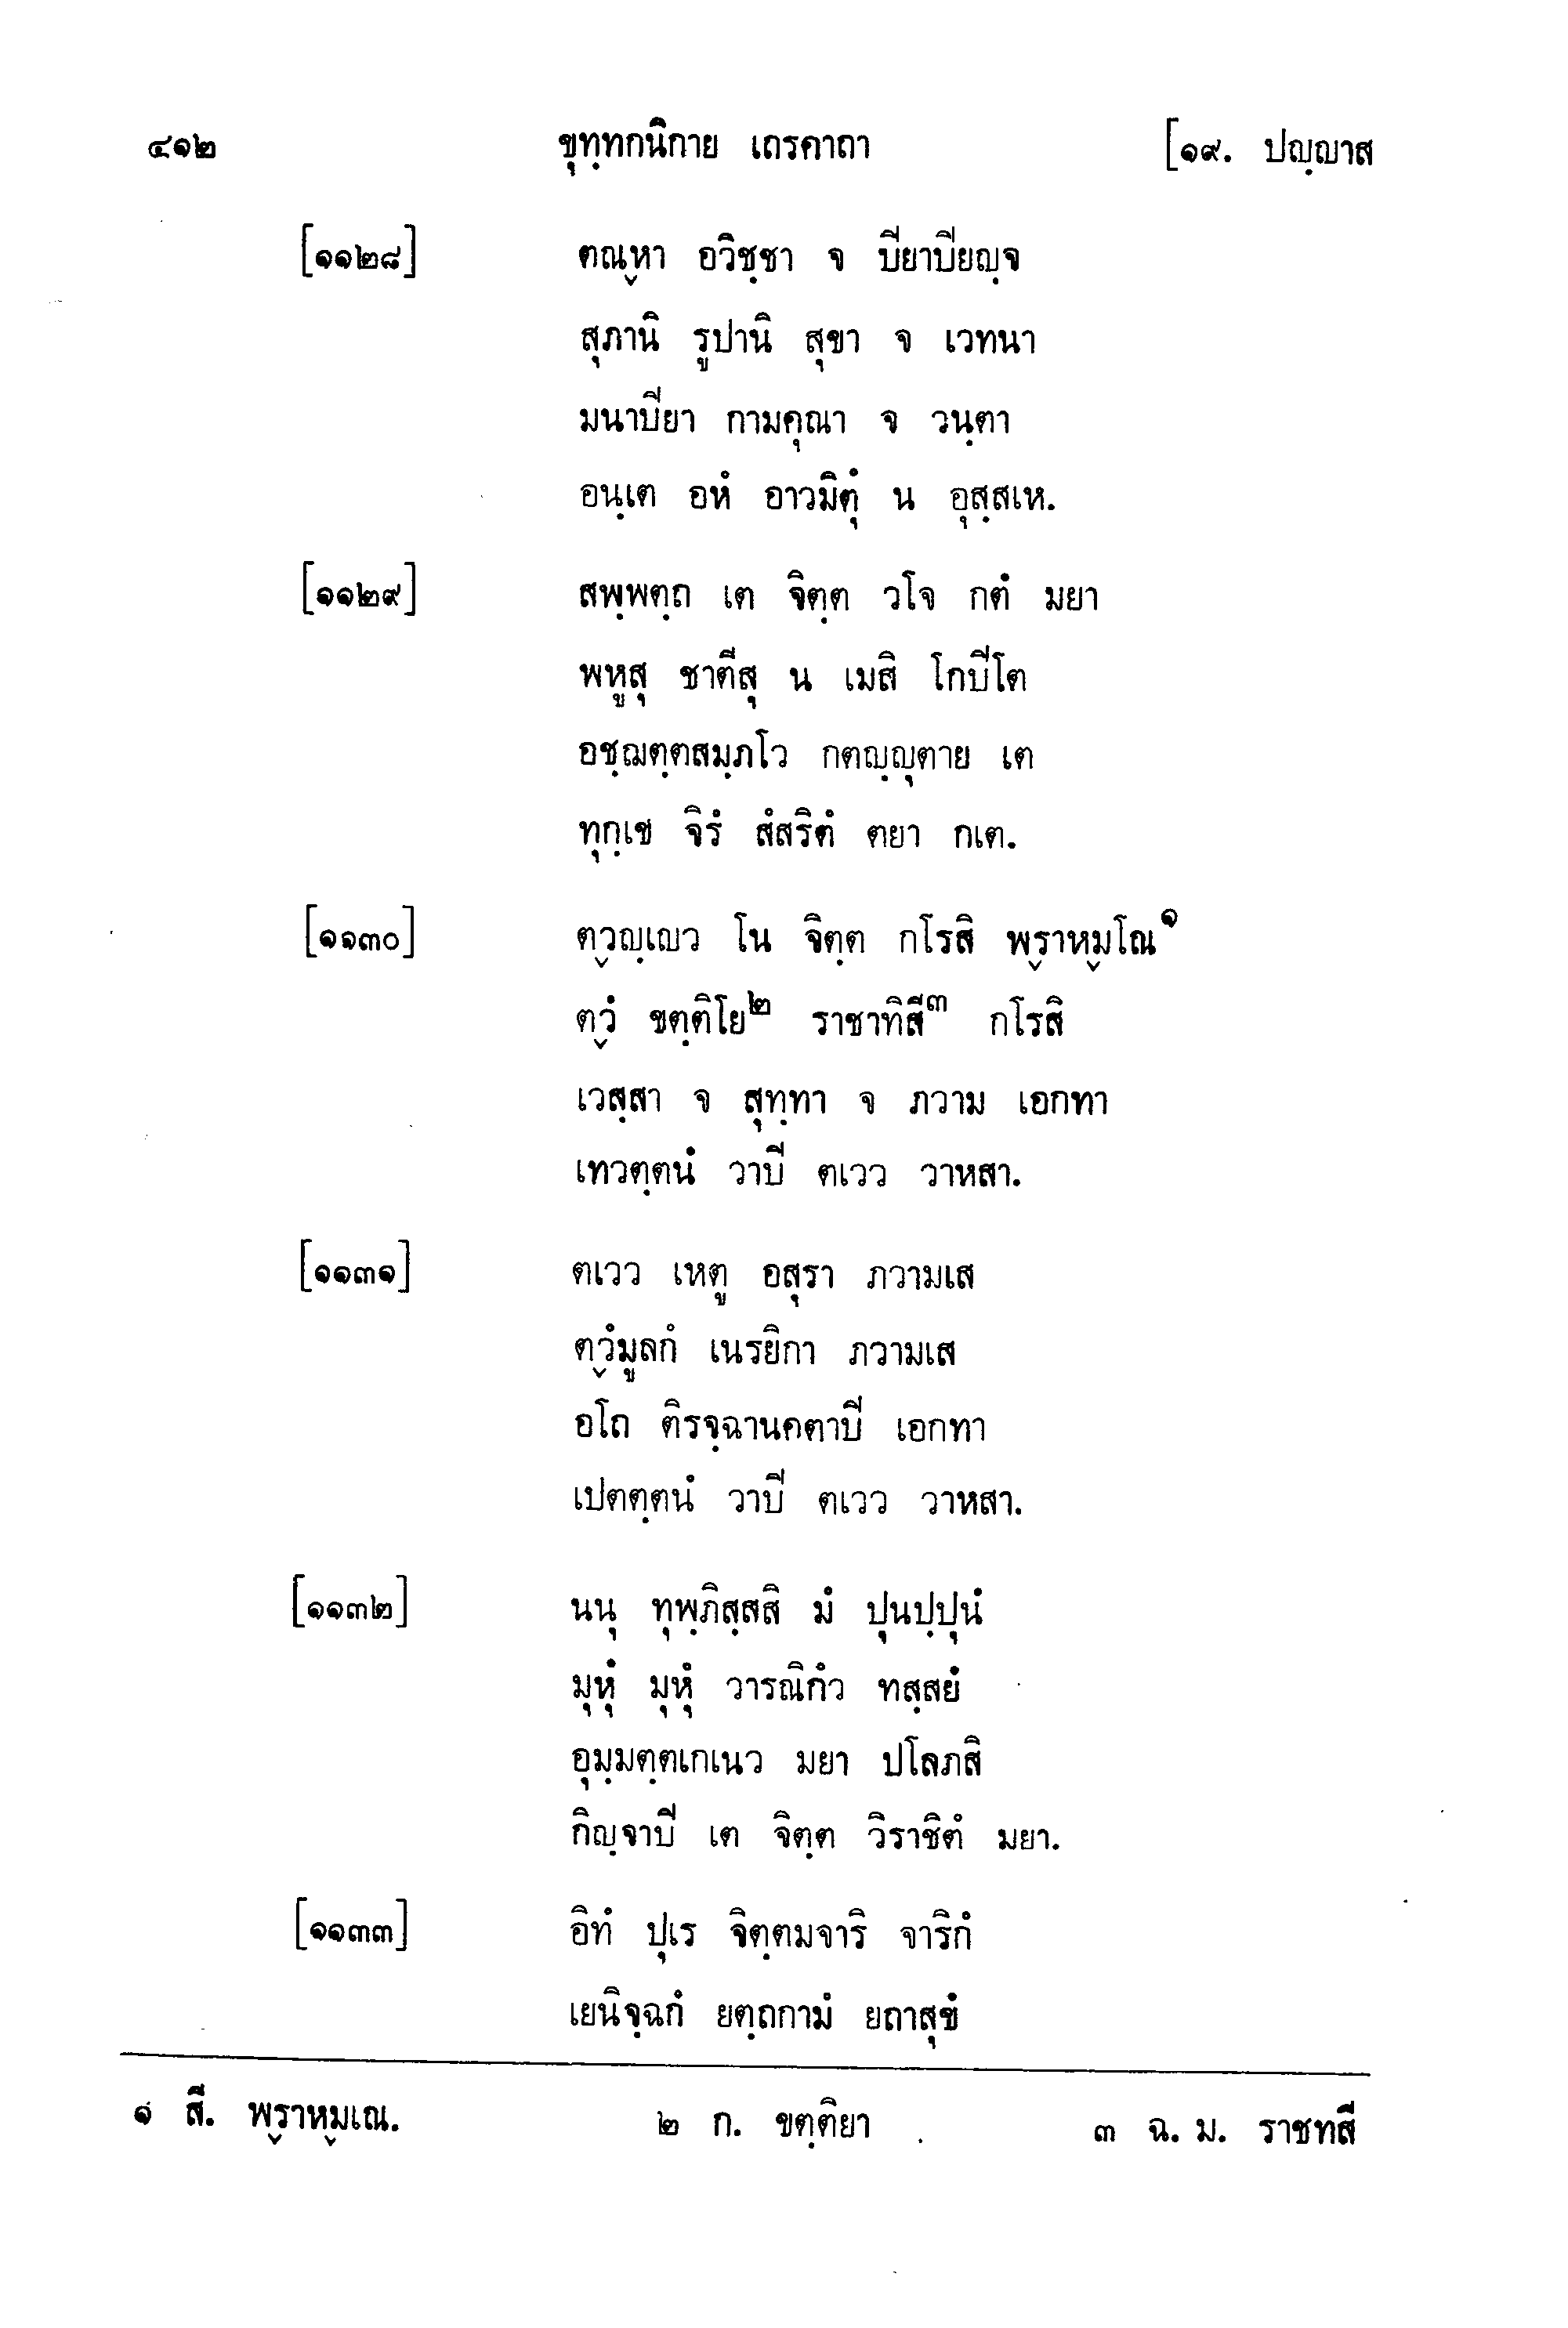 ๔๑๒ ขุทฺทกนิกาย เถรคาถา [๑๙. ปญฺญาส
[๑๑๒๘] ตณฺหา อวิชฺชา จ ปิยาปิยญฺจ
สุภานิ รูปานิ สุขา จ เวทนา
มนาปิยา กามคุณา จ วนฺตา
อนฺเต อหํ อาวมิตุํ น อุสฺสเห.
[๑๑๒๙] สพฺพตฺถ เต จิตฺต วโจ กตํ มยา
พหูสุ ชาตีสุ น เมสิ โกปิโต
อชฺฌตฺตสมฺภโว กตญฺญุตาย เต
ทุกฺเข จิรํ สํสริตํ ตยา กเต.
[๑๑๓๐] ตฺวญฺเญว โน จิตฺต กโรสิ พฺราหฺมโณ๑
ตฺวํ ขตฺติโย๒ ราชาทิสี๓ กโรสิ
เวสฺสา จ สุทฺทา จ ภวาม เอกทา
เทวตฺตนํ วาปิ ตเวว วาหสา.
[๑๑๓๑] ตเวว เหตู อสุรา ภวามเส
ตฺวํมูลกํ เนรยิกา ภวามเส
อโถ ติรจฺฉานคตาปิ เอกทา
เปตตฺตนํ วาปิ ตเวว วาหสา.
[๑๑๓๒] นนุ ทุพฺภิสฺสสิ มํ ปุนปฺปุนํ
มุหุํ มุหุํ วารณิกํว ทสฺสยํ
อุมฺมตฺตเกเนว มยา ปโลภสิ
กิญฺจาปิ เต จิตฺต วิราชิตํ มยา.
[๑๑๓๓] อิทํ ปุเร จิตฺตมจาริ จาริกํ
เยนิจฺฉกํ ยตฺถกามํ ยถาสุขํ
๑ สี. พฺราหฺมเณ. ๒ ก. ขตฺติยา ๓ ฉ. ม. ราชทสี